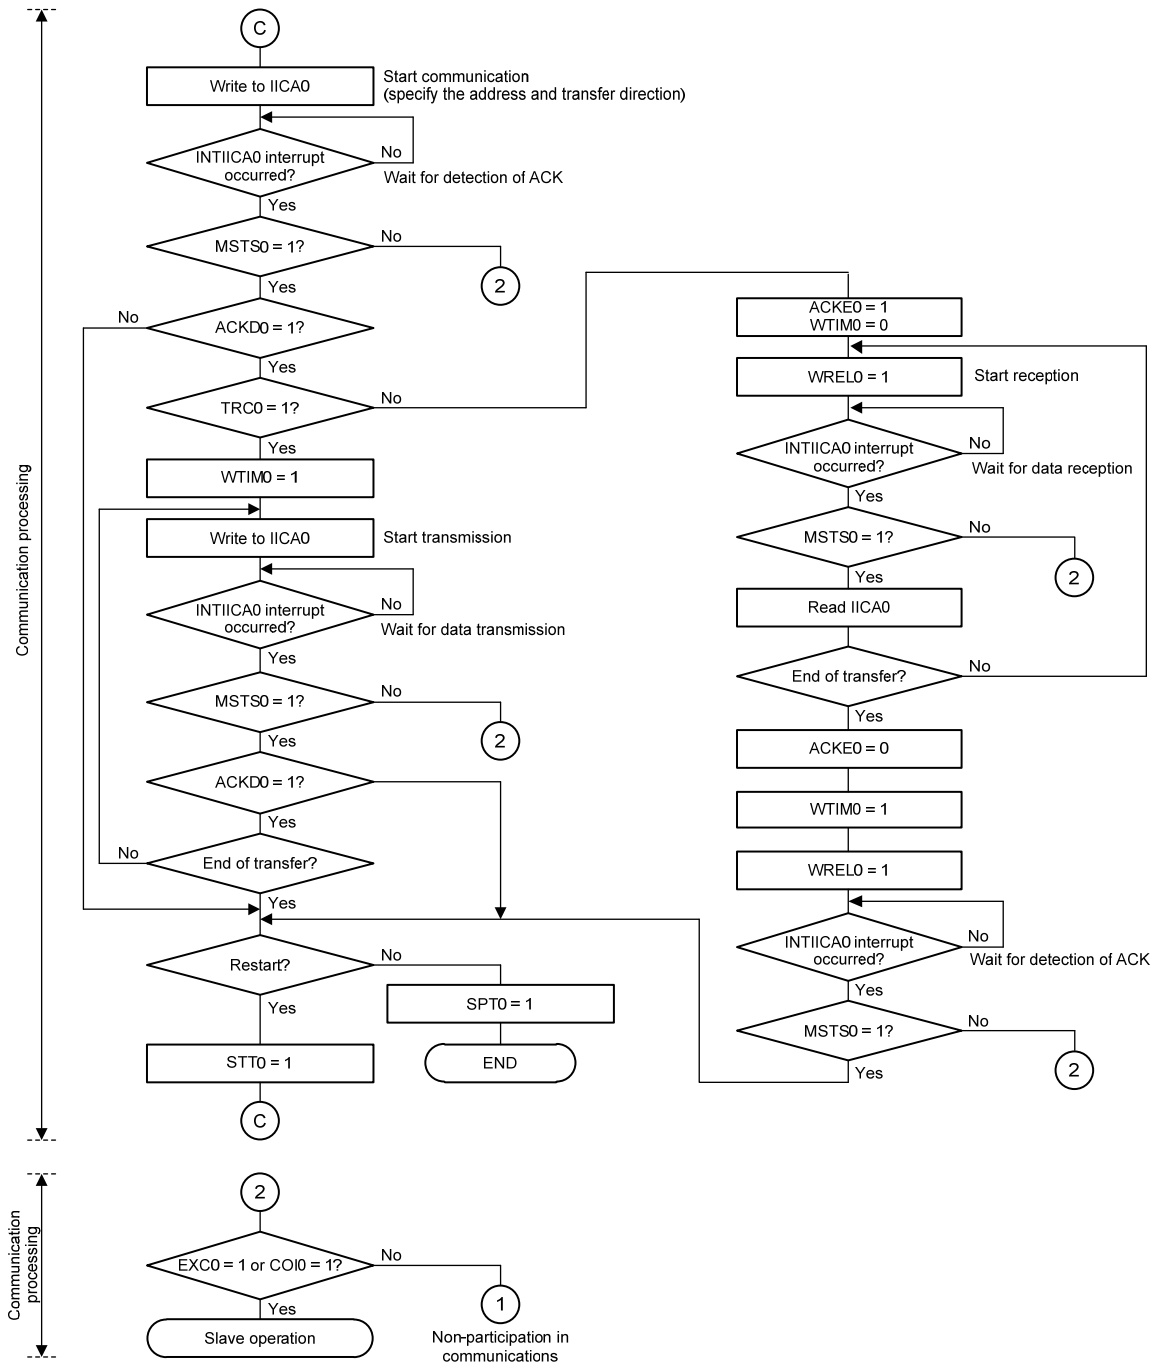 C
Write to IICA0
Start communication
(specify the address and transfer direction)
INTIICA0 interrupt
occurred?
No
Wait for detection of ACK
Yes
MSTS0 = 1?
No
2
Yes
ACKD0 = 1?
No
Yes
TRC0 = 1?
No
Yes
WTIM0 = 1
Write to IICA0
Start transmission
INTIICA0 interrupt
occurred?
No
Wait for data transmission
Yes
MSTS0 = 1?
No
2
Yes
ACKD0 = 1?
Yes
End of transfer?
No
Yes
Restart?
No
SPT0 = 1
END
Yes
STT0 = 1
C
ACKE0 = 1
WTIM0 = 0
WREL0 = 1
Start reception
INTIICA0 interrupt
occurred?
No
Wait for data reception
Yes
MSTS0 = 1?
No
2
Yes
Read IICA0
End of transfer?
No
Yes
ACKE0 = 0
WTIM0 = 1
WREL0 = 1
INTIICA0 interrupt
occurred?
No
Wait for detection of ACK
Yes
MSTS0 = 1?
No
2
Yes
Communication processing
2
EXC0 = 1 or COI0 = 1?
No
1
Non-participation in
communications
Yes
Slave operation
Communication
processing